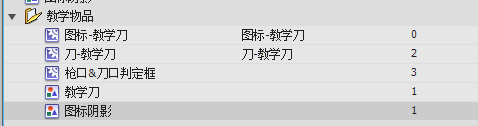 教学物品
图标-教学刀 图标-教学刀 0
刀-教学刀 刀-教学刀 2
枪口&刀口判定框 3
教学刀 1
图标阴影 1